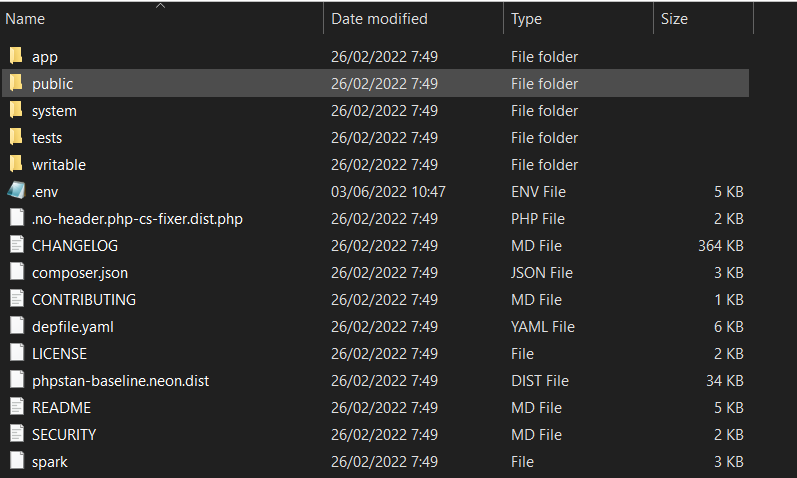 Name Date modified Type Size
app 26/02/2022 7:49 File folder
public 26/02/2022 7:49 File folder
system 26/02/2022 7:49 File folder
tests 26/02/2022 7:49 File folder
writable 26/02/2022 7:49 File folder
.env 03/06/2022 10:47 ENV File 5 KB
.no-header.php-cs-fixer.dist.php 26/02/2022 7:49 PHP File 2 KB
CHANGELOG 26/02/2022 7:49 MD File 364 KB
composer.json 26/02/2022 7:49 JSON File 3 KB
CONTRIBUTING 26/02/2022 7:49 MD File 1 KB
depfile.yaml 26/02/2022 7:49 YAML File 6 KB
LICENSE 26/02/2022 7:49 File 2 KB
phpstan-baseline.neon.dist 26/02/2022 7:49 DIST File 34 KB
README 26/02/2022 7:49 MD File 5 KB
SECURITY 26/02/2022 7:49 MD File 2 KB
spark 26/02/2022 7:49 File 3 KB